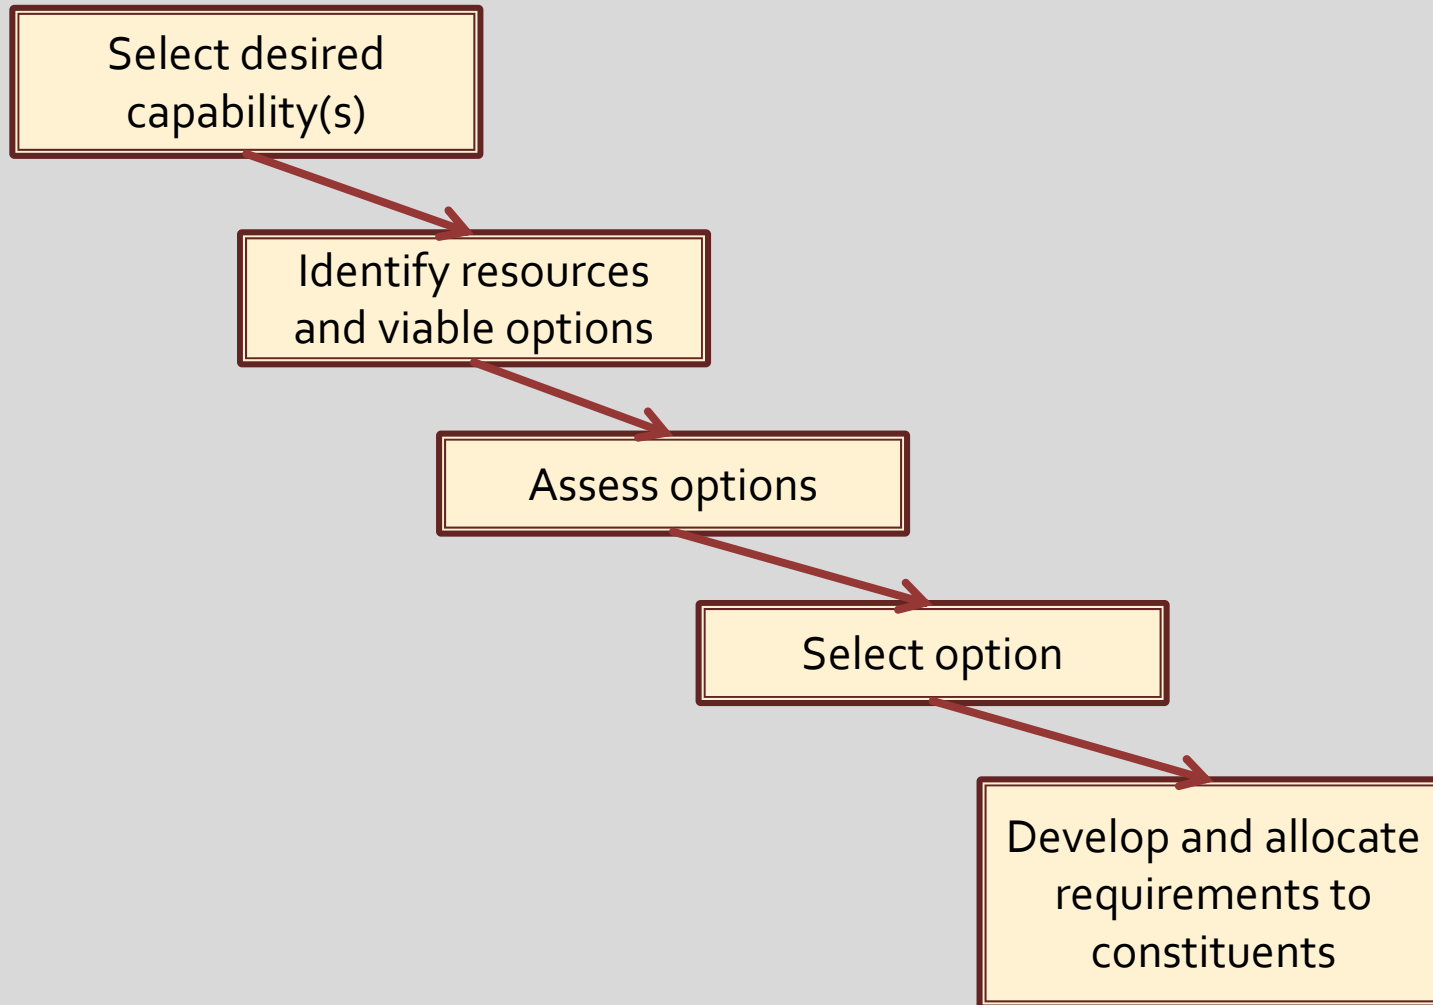 Select desired
capability(s)
Identify resources
and viable options
Assess options
Select option
Develop and allocate
requirements to
constituents